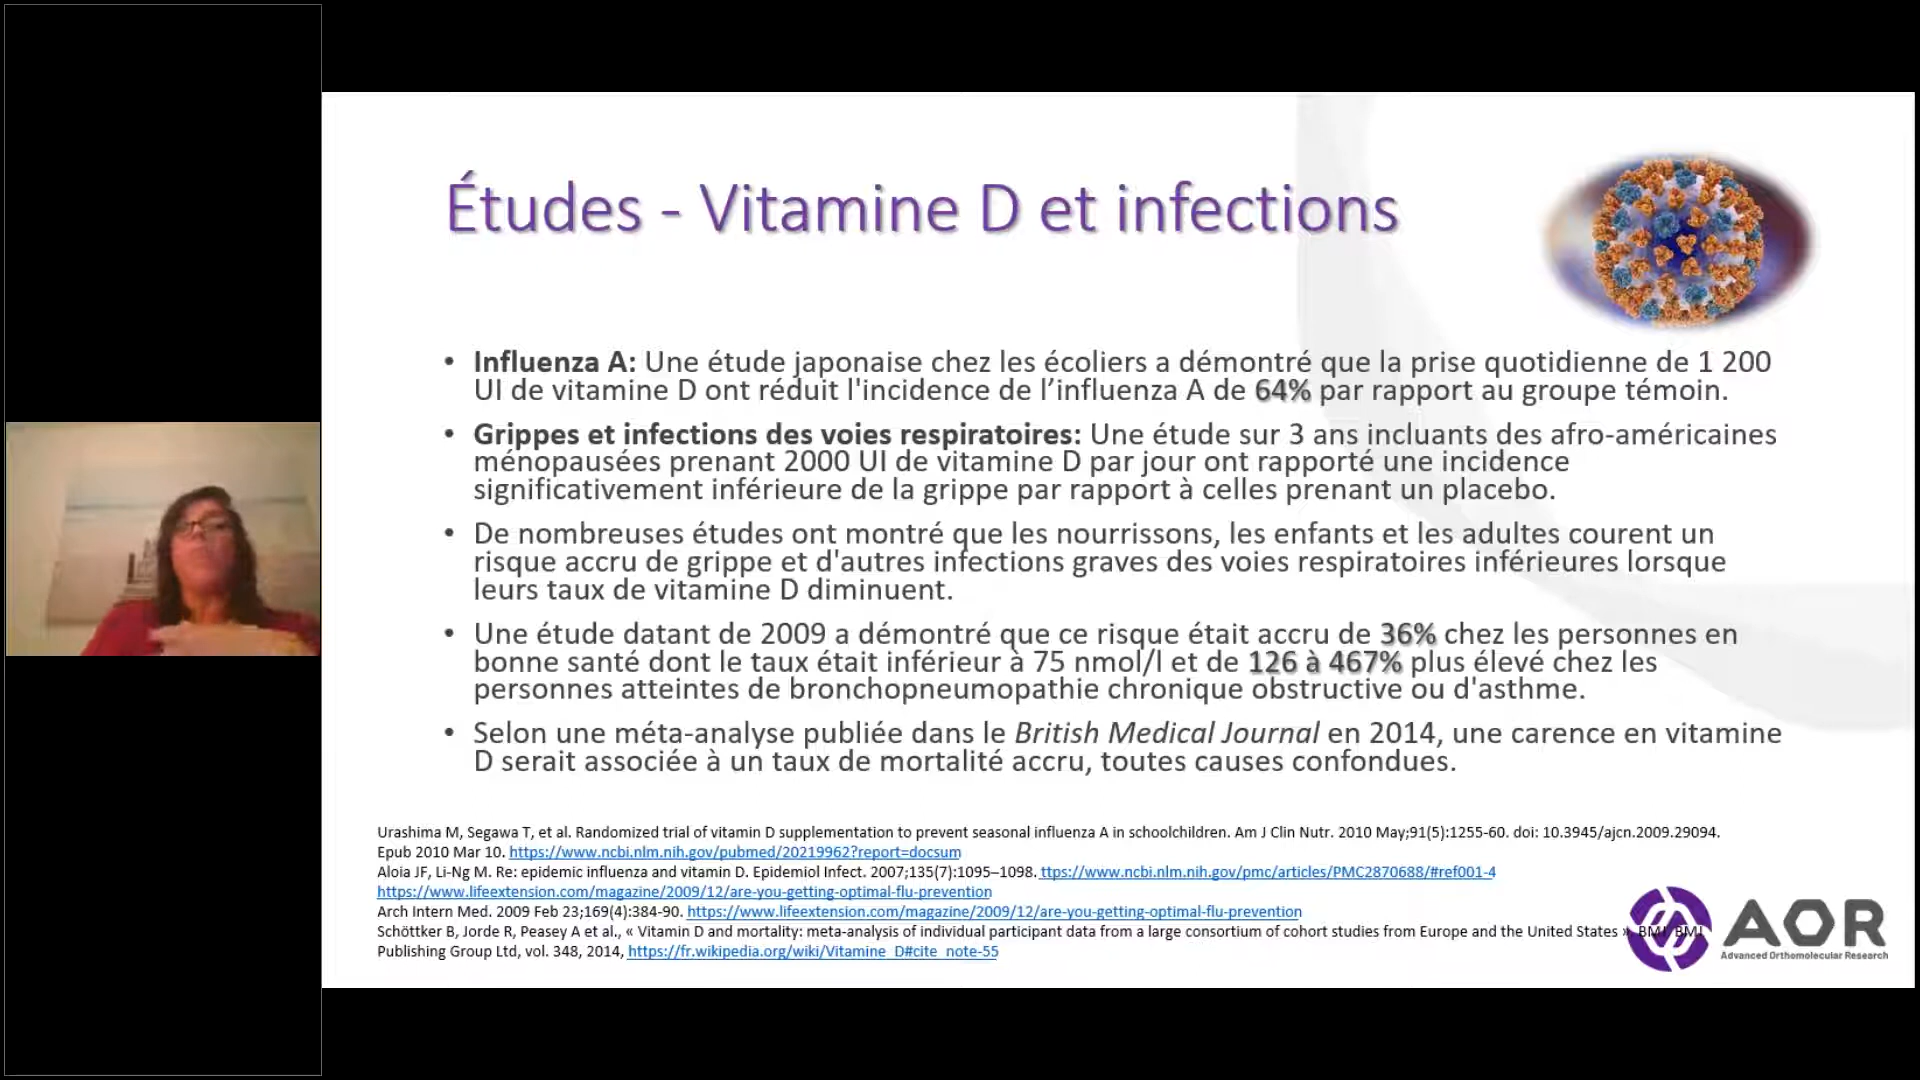 Études - Vitamine D et infections
• Influenza A: Une étude japonaise chez les écoliers a démontré que la prise quotidienne de 1 200
UI de vitamine D ont réduit l'incidence de l’influenza A de 64% par rapport au groupe témoin.
• Grippes et infections des voies respiratoires: Une étude sur 3 ans incluants des afro-américaines
ménopausées prenant 2000 UI de vitamine D par jour ont rapporté une incidence
significativement inférieure de la grippe par rapport à celles prenant un placebo.
• De nombreuses études ont montré que les nourrissons, les enfants et les adultes courent un
risque accru de grippe et d'autres infections graves des voies respiratoires inférieures lorsque
leurs taux de vitamine D diminuent.
• Une étude datant de 2009 a démontré que ce risque était accru de 36% chez les personnes en
bonne santé dont le taux était inférieur à 75 nmol/l et de 126 à 467% plus élevé chez les
personnes atteintes de bronchopneumopathie chronique obstructive ou d'asthme.
• Selon une méta-analyse publiée dans le British Medical Journal en 2014, une carence en vitamine
D serait associée à un taux de mortalité accru, toutes causes confondues.
Urashima M, Segawa T, et al. Randomized trial of vitamin D supplementation to prevent seasonal influenza A in schoolchildren. Am J Clin Nutr. 2010 May;91(5):1255-60. doi: 10.3945/ajcn.2009.29094.
Epub 2010 Mar 10. https://www.ncbi.nlm.nih.gov/pubmed/20219962?report=docsum
Aloia JF, Li-Ng M. Re: epidemic influenza and vitamin D. Epidemiol Infect. 2007;135(7):1095–1098. ttps://www.ncbi.nlm.nih.gov/pmc/articles/PMC2870688/#ref001-4
https://www.lifeextension.com/magazine/2009/12/are-you-getting-optimal-flu-prevention
Arch Intern Med. 2009 Feb 23;169(4):384-90. https://www.lifeextension.com/magazine/2009/12/are-you-getting-optimal-flu-prevention
Schöttker B, Jorde R, Peasey A et al., « Vitamin D and mortality: meta-analysis of individual participant data from a large consortium of cohort studies from Europe and the United States », BMJ, BMJ
Publishing Group Ltd, vol. 348, 2014, https://fr.wikipedia.org/wiki/Vitamine_D#cite_note-55
AOR
Advanced Orthomolecular Research